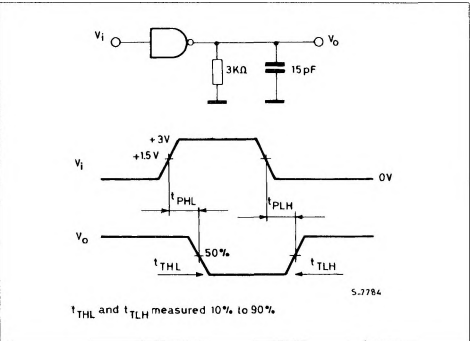 Vi
Vo
3KΩ
15pF
+3V
+1.5V
Vi
0V
tPHL
tPLH
Vo
50%
tTHL
tTLH
S-7784
tTHL and tTLH measured 10% to 90%